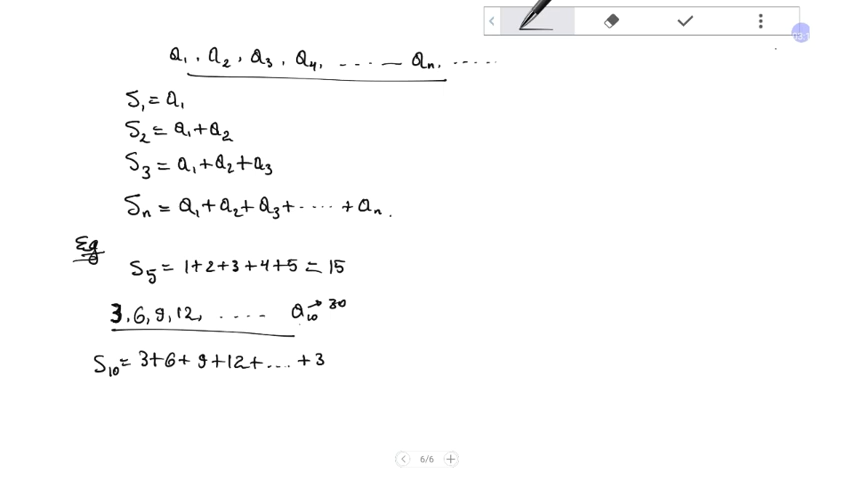 a₁, a₂, a₃, a₄, ..... — aₙ, .....
S₁ = a₁
S₂ = a₁+a₂
S₃ = a₁+a₂+a₃
Sₙ = a₁+a₂+a₃+ ..... + aₙ.
Eg
S₅ = 1+2+3+4+5 = 15
3, 6, 9, 12, ..... a₁₀ → 30
S₁₀ = 3+6+9+12+ .... +3
6/6